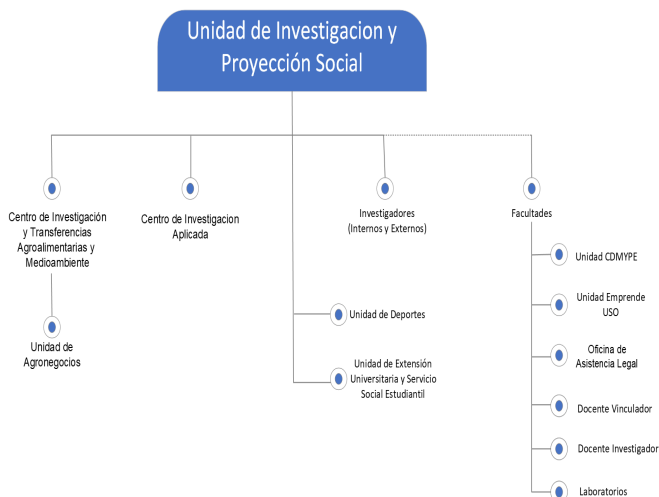 Unidad de Investigacion y
Proyección Social
Centro de Investigación
y Transferencias
Agroalimentarias y
Medioambiente
Centro de Investigacion
Aplicada
Investigadores
(Internos y Externos)
Facultades
Unidad de
Agronegocios
Unidad de Deportes
Unidad de Extensión
Universitaria y Servicio
Social Estudiantil
Unidad CDMYPE
Unidad Emprende
USO
Oficina de
Asistencia Legal
Docente Vinculador
Docente Investigador
Laboratorios